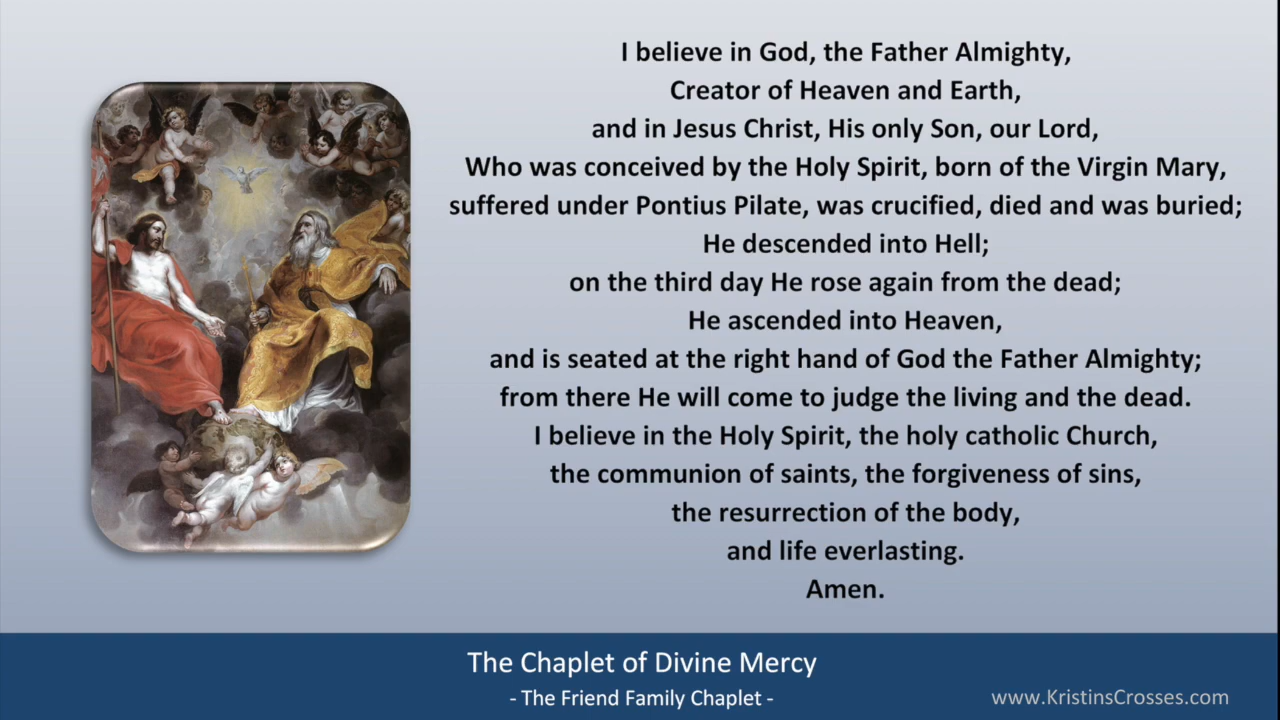 I believe in God, the Father Almighty,
Creator of Heaven and Earth,
and in Jesus Christ, His only Son, our Lord,
Who was conceived by the Holy Spirit, born of the Virgin Mary,
suffered under Pontius Pilate, was crucified, died and was buried;
He descended into Hell;
on the third day He rose again from the dead;
He ascended into Heaven,
and is seated at the right hand of God the Father Almighty;
from there He will come to judge the living and the dead.
I believe in the Holy Spirit, the holy catholic Church,
the communion of saints, the forgiveness of sins,
the resurrection of the body,
and life everlasting.
Amen.
The Chaplet of Divine Mercy
- The Friend Family Chaplet -
www.KristinsCrosses.com